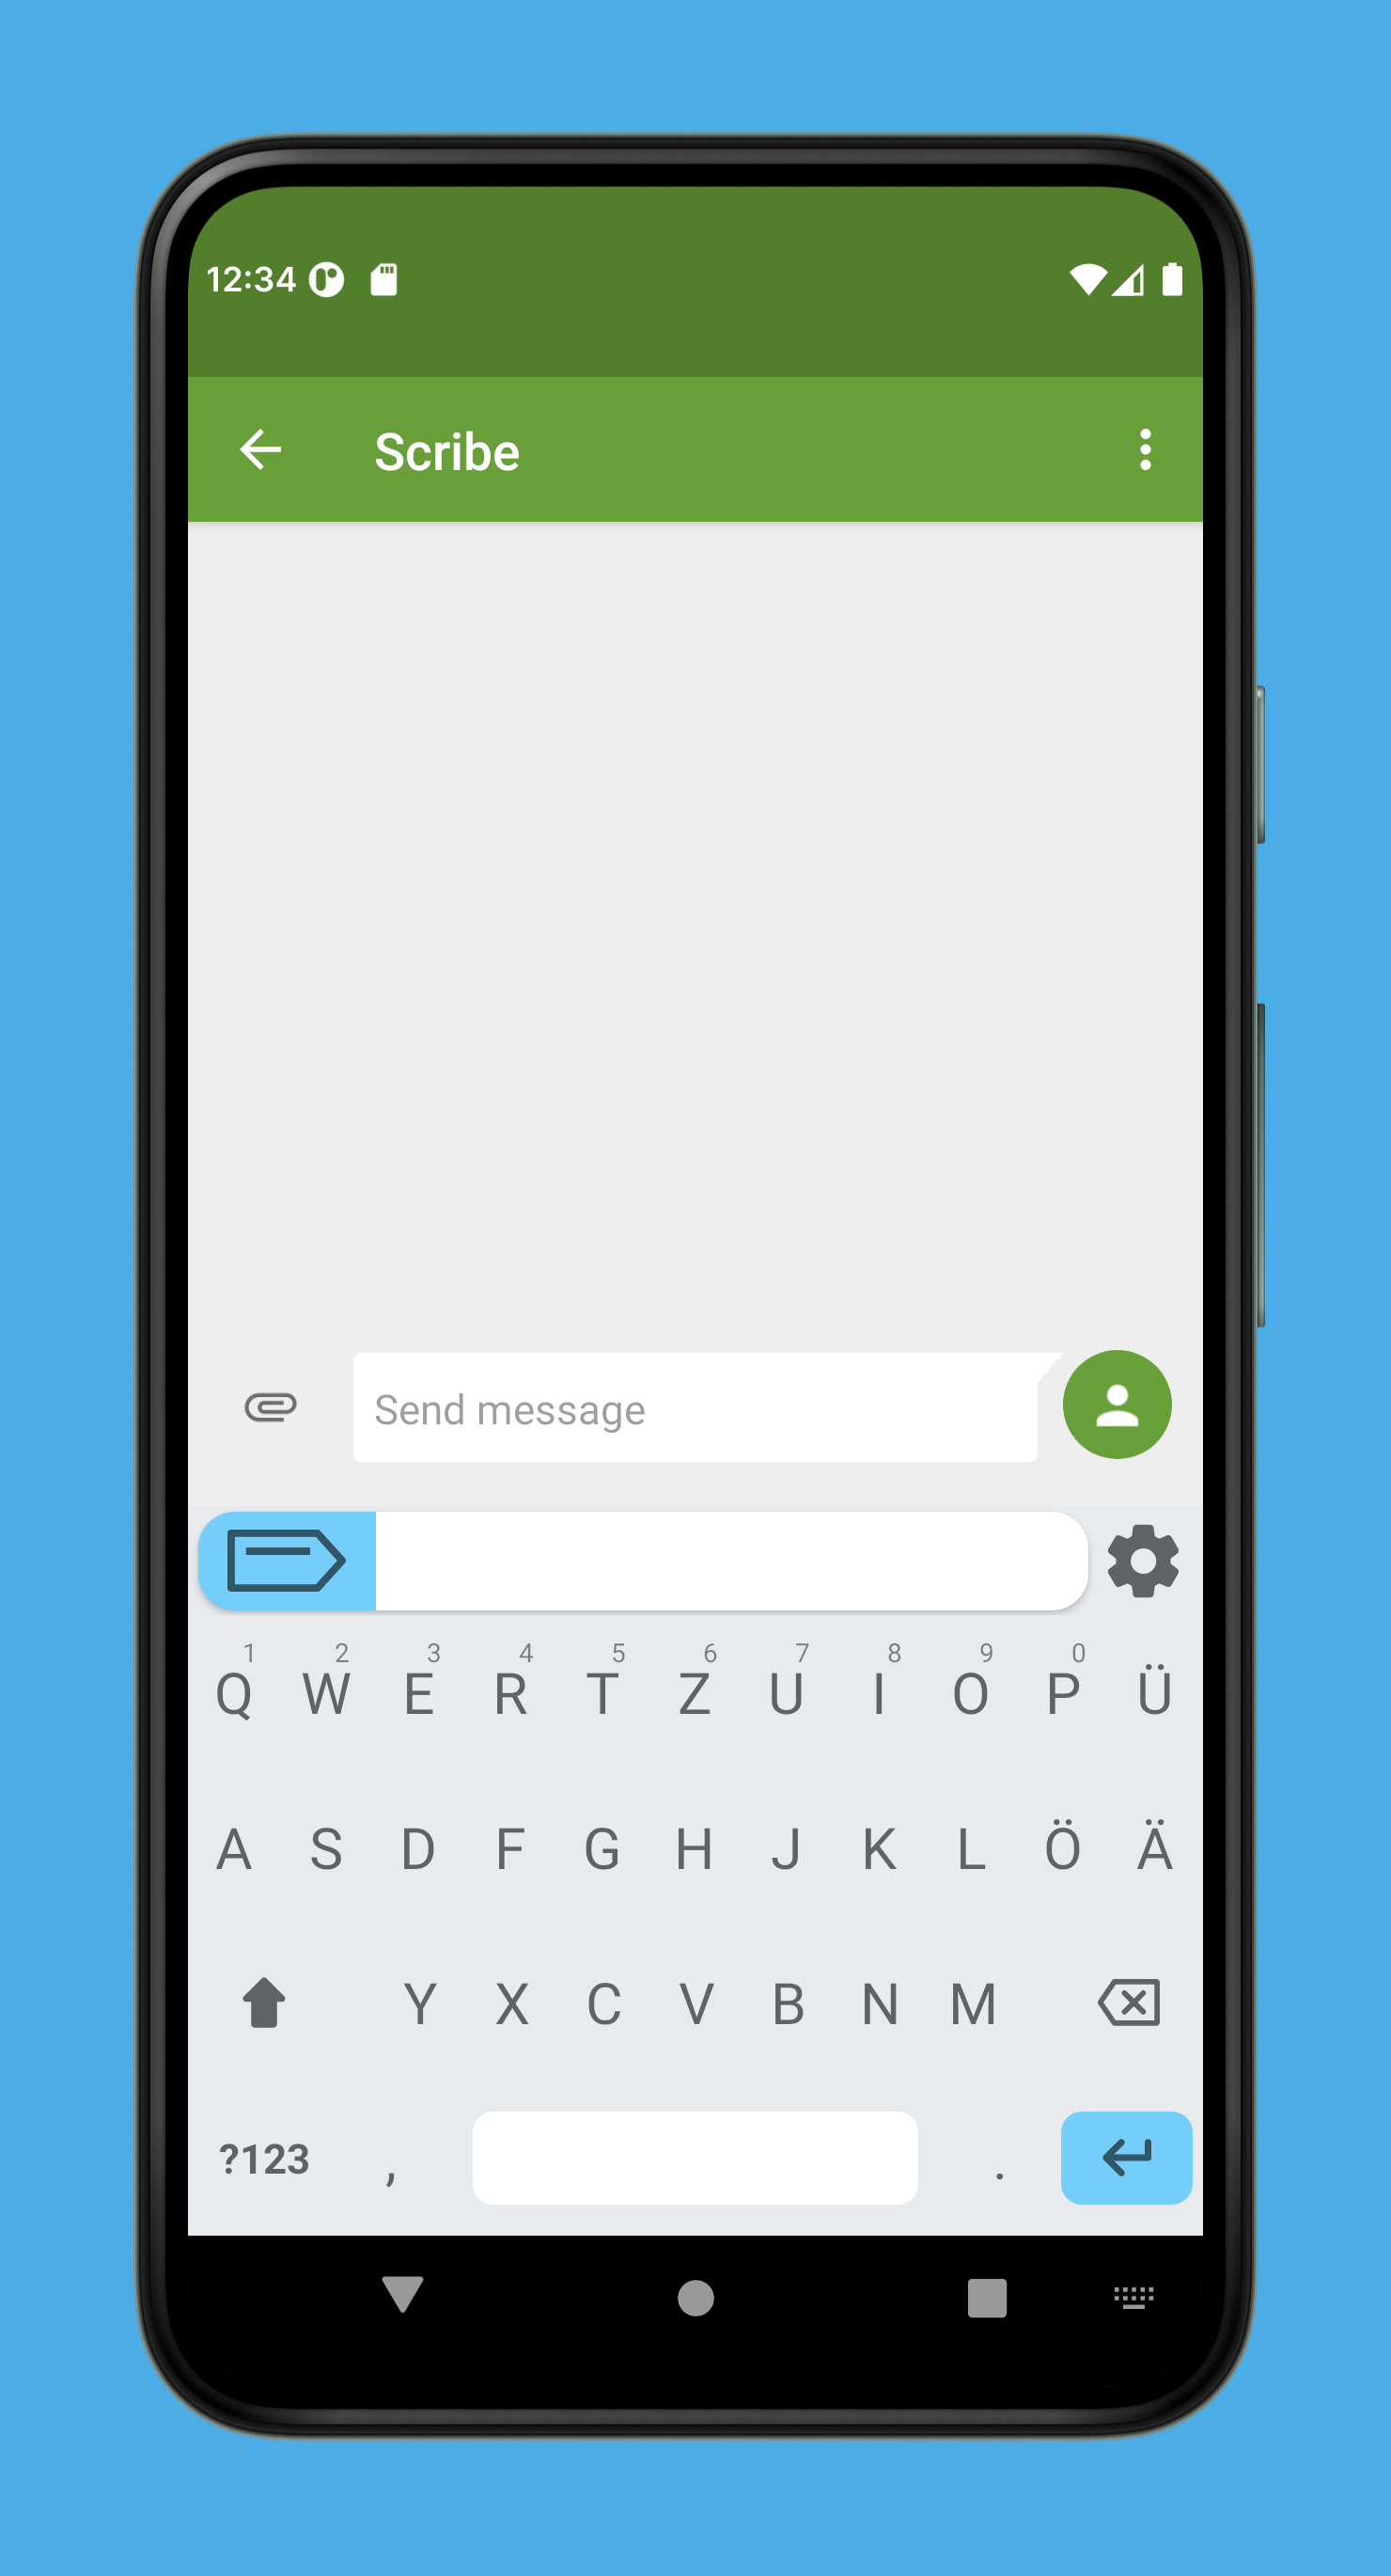 12:34
Scribe
Send message
1 2 3 4 5 6 7 8 9 0
Q W E R T Z U I O P Ü
A S D F G H J K L Ö Ä
Y X C V B N M
?123 , .